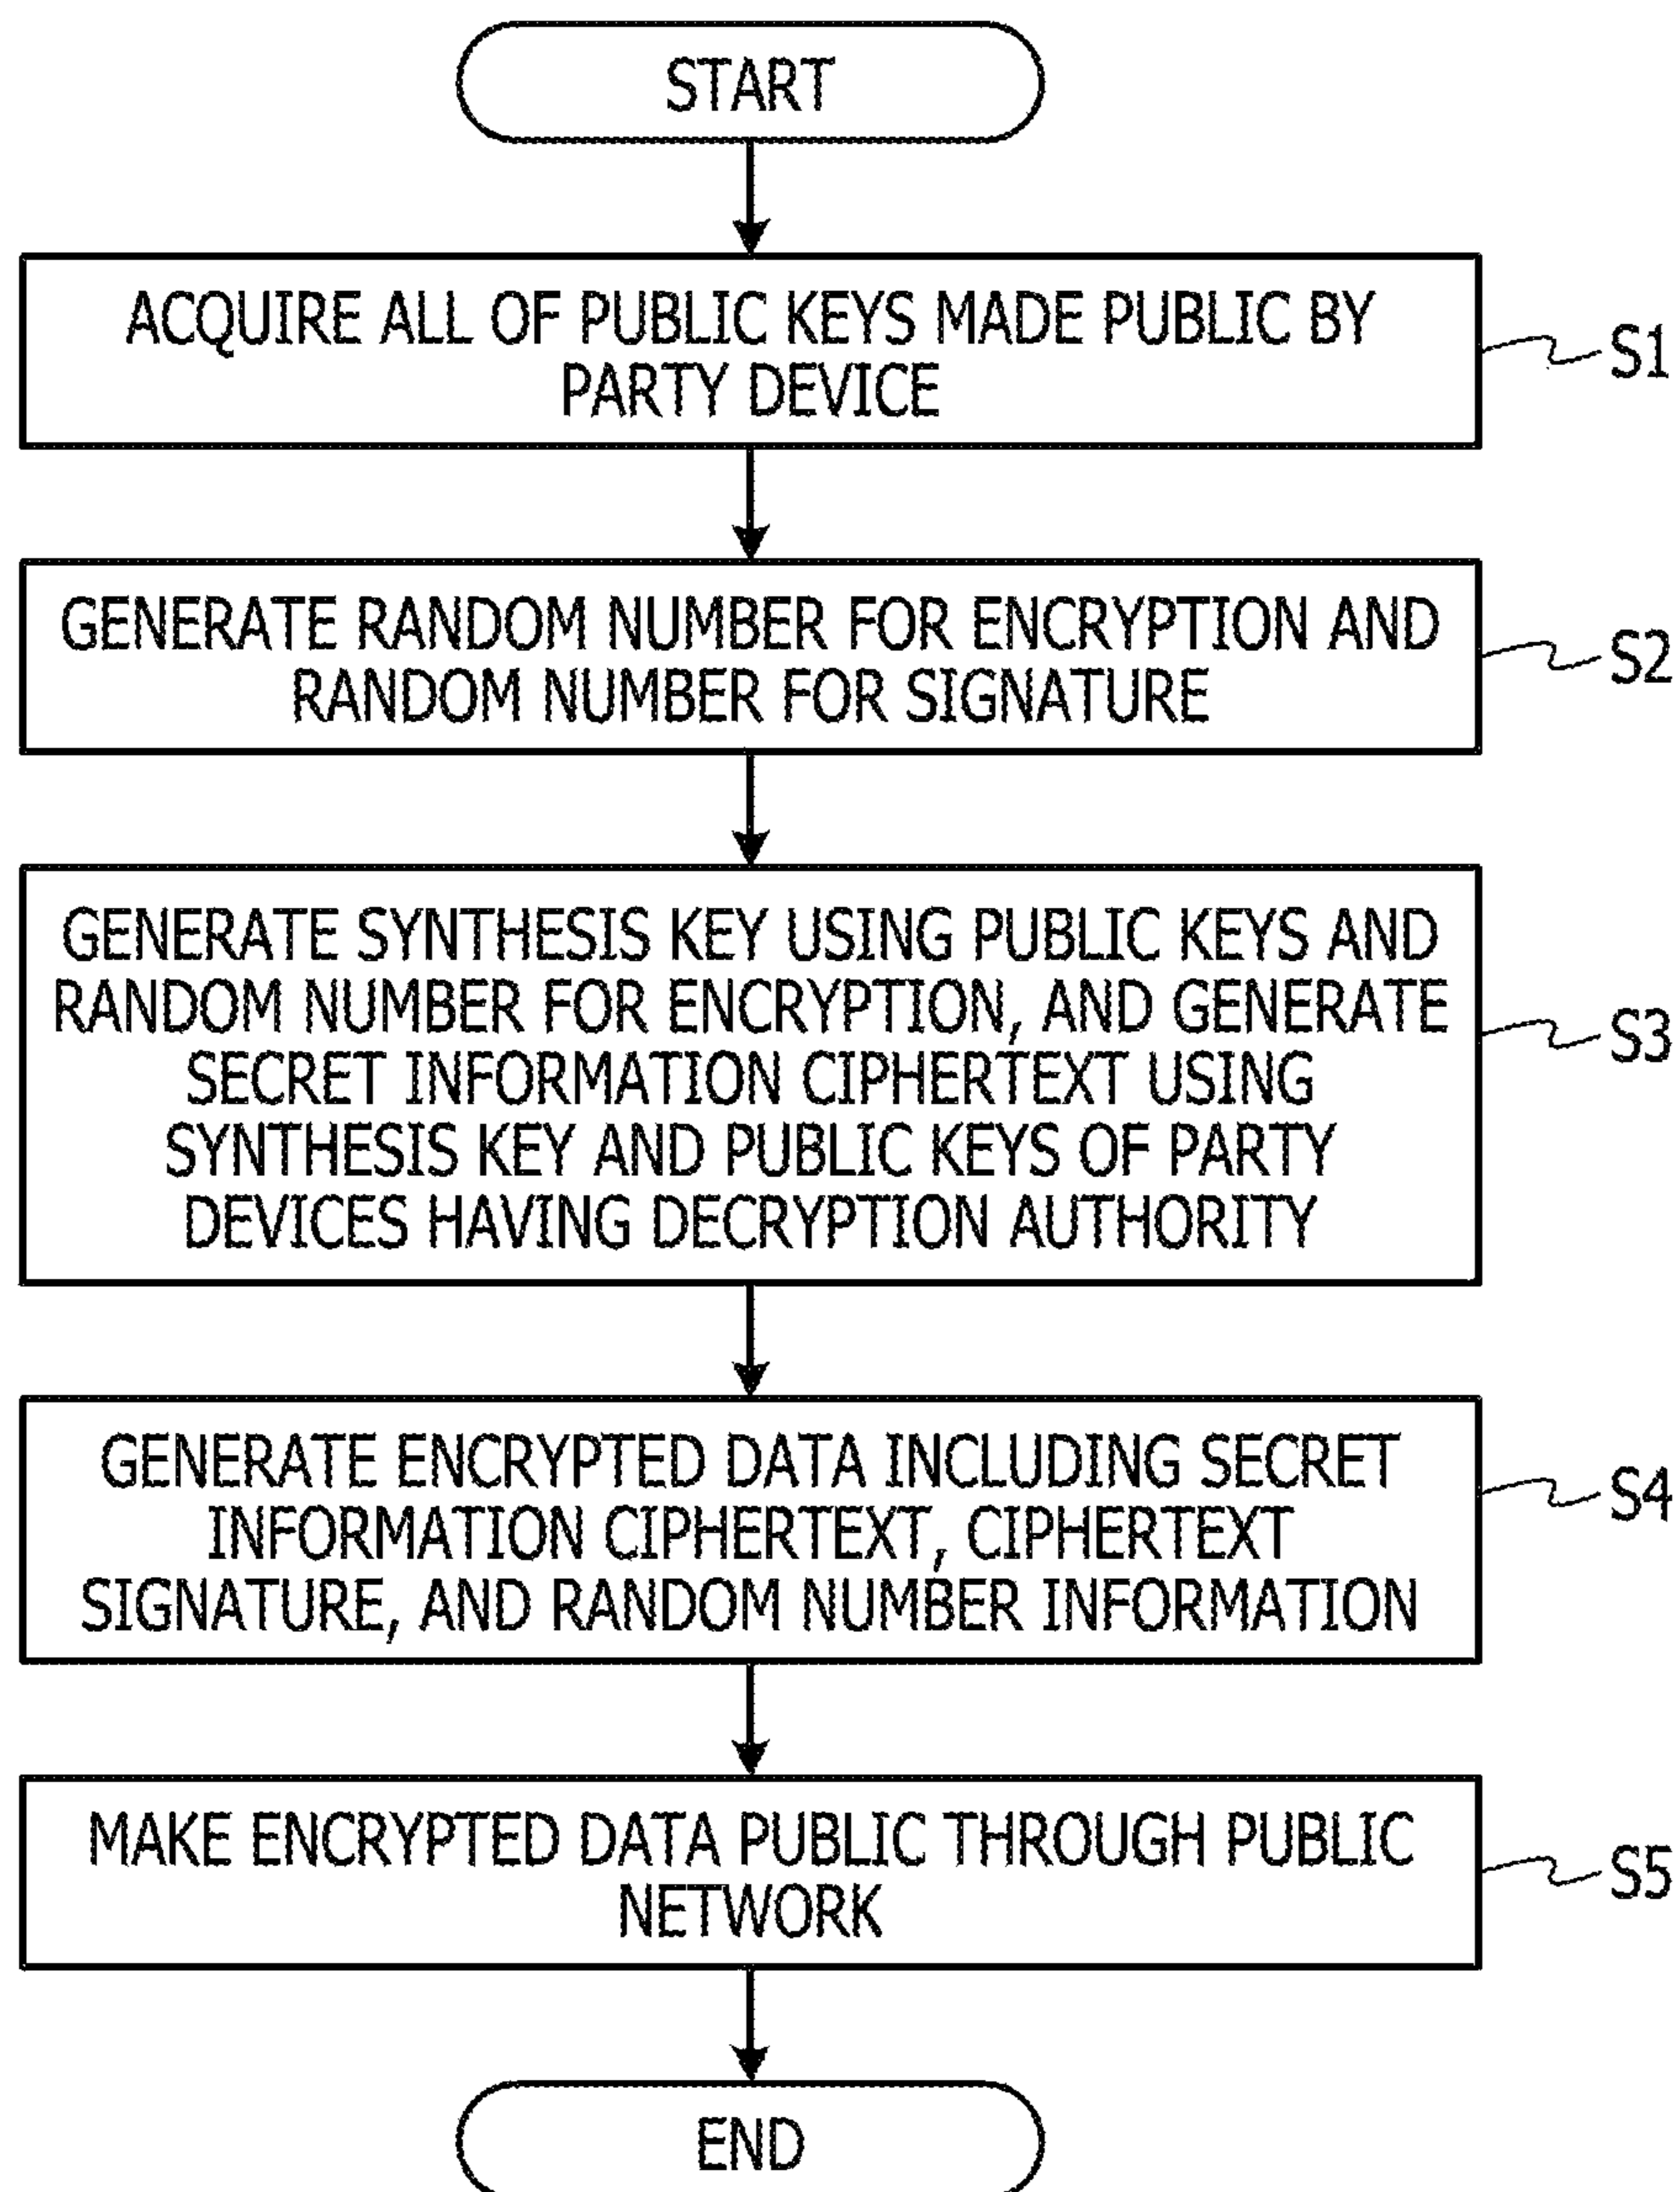 START
ACQUIRE ALL OF PUBLIC KEYS MADE PUBLIC BY
PARTY DEVICE
S1
GENERATE RANDOM NUMBER FOR ENCRYPTION AND
RANDOM NUMBER FOR SIGNATURE
S2
GENERATE SYNTHESIS KEY USING PUBLIC KEYS AND
RANDOM NUMBER FOR ENCRYPTION, AND GENERATE
SECRET INFORMATION CIPHERTEXT USING
SYNTHESIS KEY AND PUBLIC KEYS OF PARTY
DEVICES HAVING DECRYPTION AUTHORITY
S3
GENERATE ENCRYPTED DATA INCLUDING SECRET
INFORMATION CIPHERTEXT, CIPHERTEXT
SIGNATURE, AND RANDOM NUMBER INFORMATION
S4
MAKE ENCRYPTED DATA PUBLIC THROUGH PUBLIC
NETWORK
S5
END